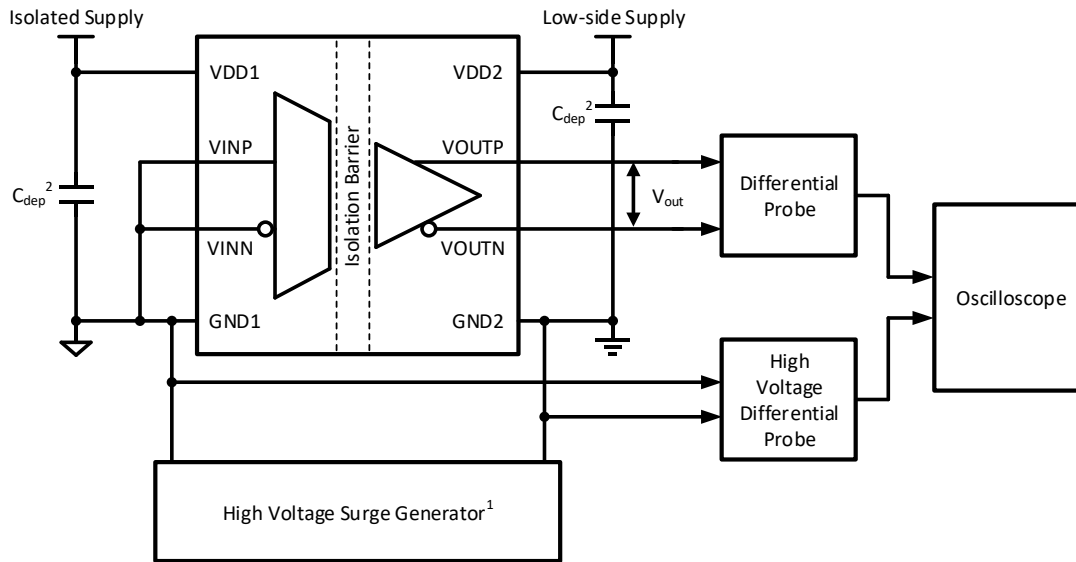 Isolated Supply
Low-side Supply
VDD1
VDD2
Cdep²
VINP
VOUTP
Isolation Barrier
Differential
Probe
Cdep²
Vout
VINN
VOUTN
Oscilloscope
GND1
GND2
High
Voltage
Differential
Probe
High Voltage Surge Generator¹